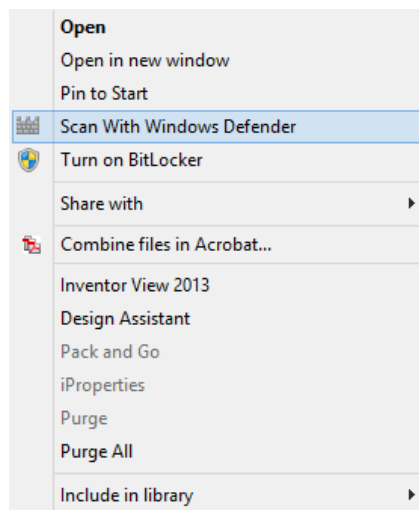 Open
Open in new window
Pin to Start
Scan With Windows Defender
Turn on BitLocker
Share with
Combine files in Acrobat...
Inventor View 2013
Design Assistant
Pack and Go
iProperties
Purge
Purge All
Include in library